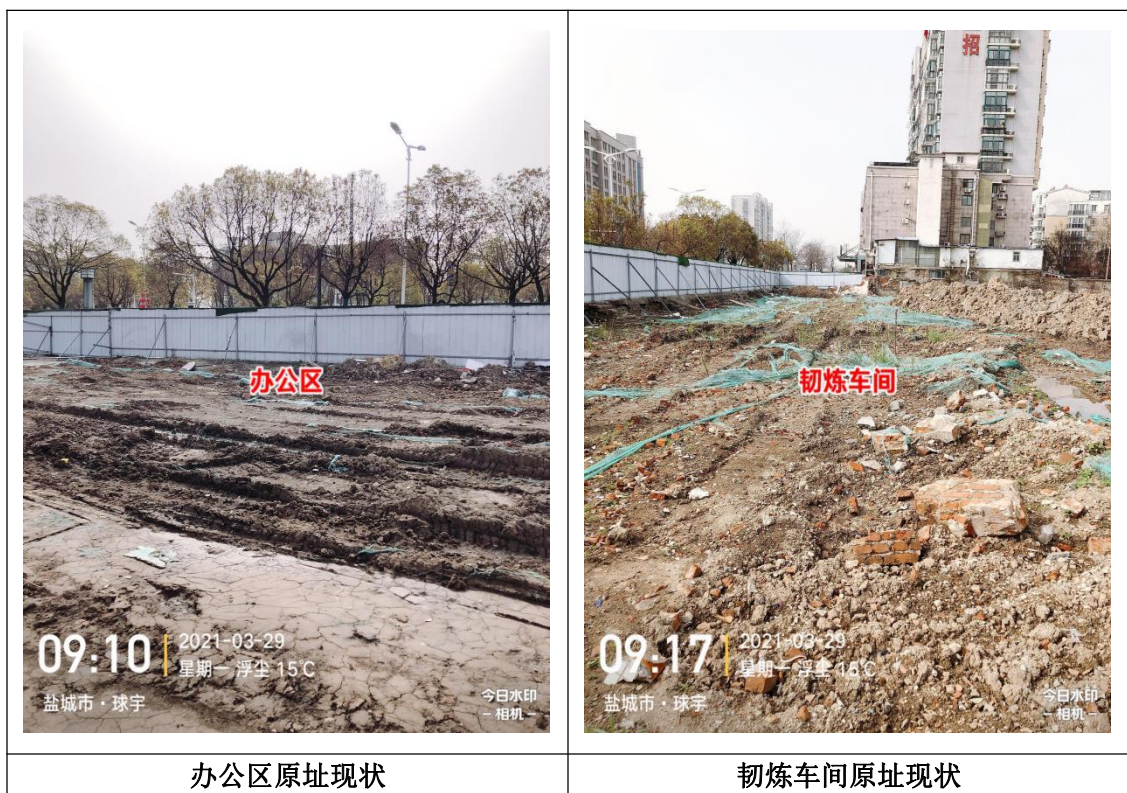 招
办公区
09:10
2021-03-29
星期一 浮尘 15℃
盐城市·球宇
今日水印
-相机-
韧炼车间
09:17
2021-03-29
星期一 浮尘 15℃
盐城市·球宇
今日水印
-相机-
办公区原址现状
韧炼车间原址现状